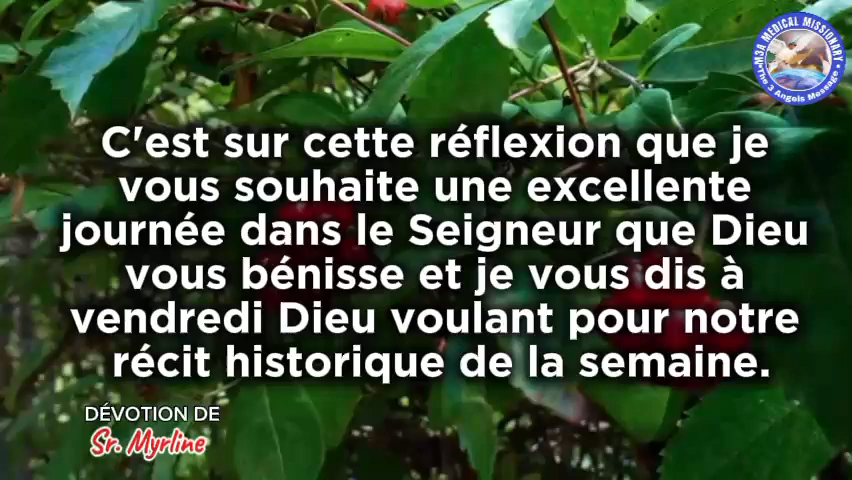 M3A MEDICAL MISSIONARY
The 3 Angels Message
C'est sur cette réflexion que je
vous souhaite une excellente
journée dans le Seigneur que Dieu
vous bénisse et je vous dis à
vendredi Dieu voulant pour notre
récit historique de la semaine.
DÉVOTION DE
Sr. Myrline